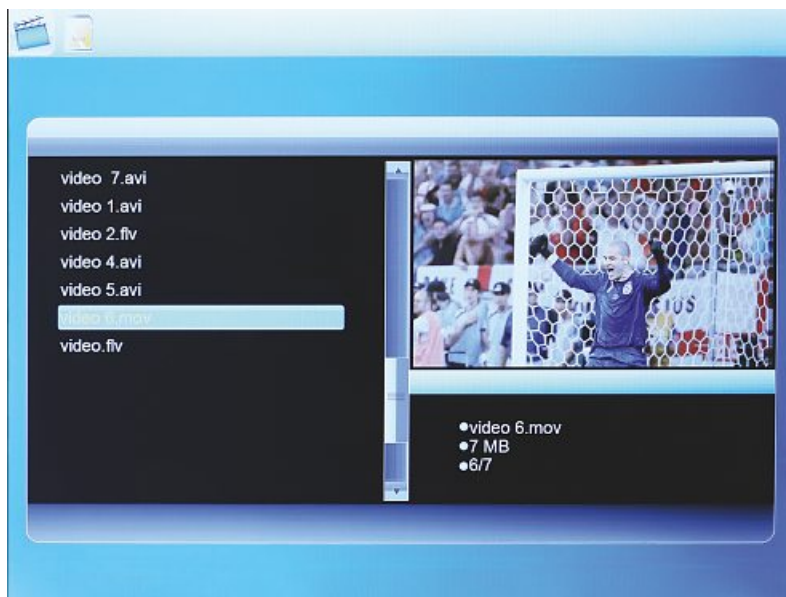 video  7.avi
video 1.avi
video 2.flv
video 4.avi
video 5.avi
video 6.mov
video.flv
●video 6.mov
●7 MB
●6/7